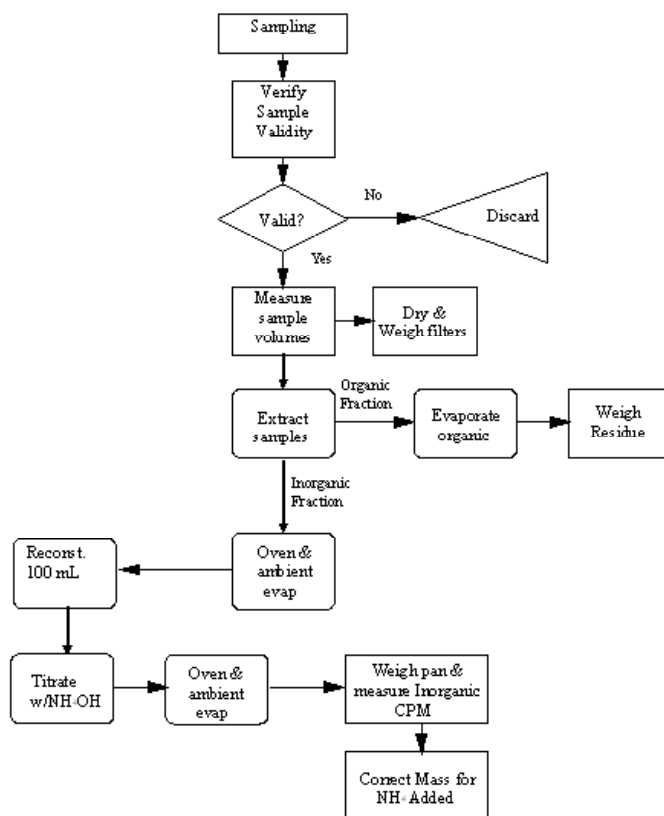 Sampling
Verify
Sample
Validity
Valid?
No
Discard
Yes
Measure
sample
volumes
Dry &
Weigh filters
Extract
samples
Organic
Fraction
Evaporate
organic
Weigh
Residue
Inorganic
Fraction
Oven &
ambient
evap
Reconst.
100 mL
Titrate
w/NH4OH
Oven &
ambient
evap
Weigh pan &
measure Inorganic
CPM
Correct Mass for
NH4 Added